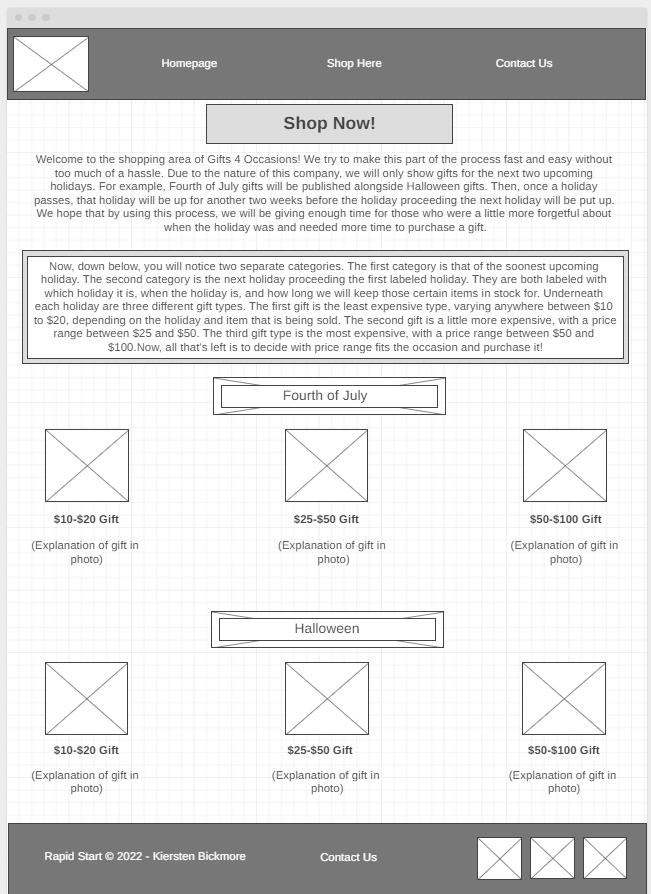 Homepage Shop Here Contact Us
Shop Now!
Welcome to the shopping area of Gifts 4 Occasions! We try to make this part of the process fast and easy without
too much of a hassle. Due to the nature of this company, we will only show gifts for the next two upcoming
holidays. For example, Fourth of July gifts will be published alongside Halloween gifts. Then, once a holiday
passes, that holiday will be up for another two weeks before the holiday proceeding the next holiday will be put up.
We hope that by using this process, we will be giving enough time for those who were a little more forgetful about
when the holiday was and needed more time to purchase a gift.
Now, down below, you will notice two separate categories. The first category is that of the soonest upcoming
holiday. The second category is the next holiday proceeding the first labeled holiday. They are both labeled with
which holiday it is, when the holiday is, and how long we will keep those certain items in stock for. Underneath
each holiday are three different gift types. The first gift is the least expensive type, varying anywhere between $10
to $20, depending on the holiday and item that is being sold. The second gift is a little more expensive, with a price
range between $25 and $50. The third gift type is the most expensive, with a price range between $50 and
$100.Now, all that's left is to decide with price range fits the occasion and purchase it!
Fourth of July
$10-$20 Gift $25-$50 Gift $50-$100 Gift
(Explanation of gift in (Explanation of gift in (Explanation of gift in
photo) photo) photo)
Halloween
$10-$20 Gift $25-$50 Gift $50-$100 Gift
(Explanation of gift in (Explanation of gift in (Explanation of gift in
photo) photo) photo)
Rapid Start © 2022 - Kiersten Bickmore Contact Us